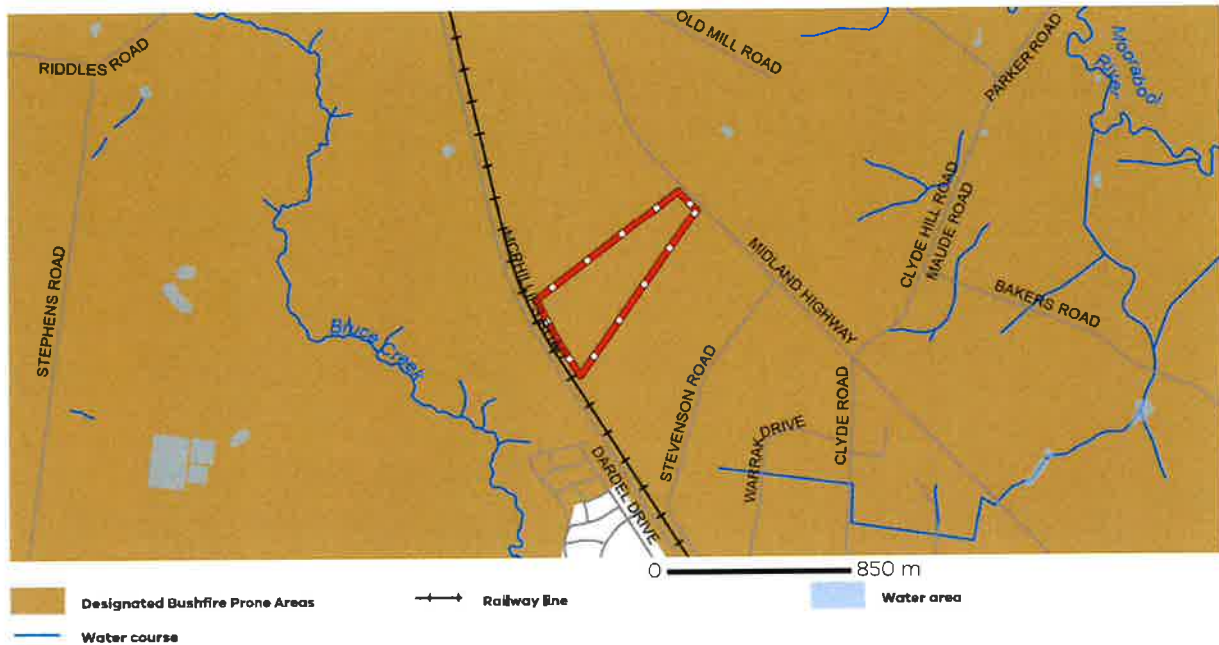 OLD MILL ROAD
RIDDLES ROAD
PARKER ROAD
Moorabool
River
STEPHENS ROAD
CLYDE HILL ROAD
MAUDE ROAD
MIDLAND HIGHWAY
BAKERS ROAD
Bruce Creek
STEVENSON ROAD
WARRAK DRIVE
CLYDE ROAD
DARDEL DRIVE
0 850 m
Designated Bushfire Prone Areas
Railway line
Water area
Water course